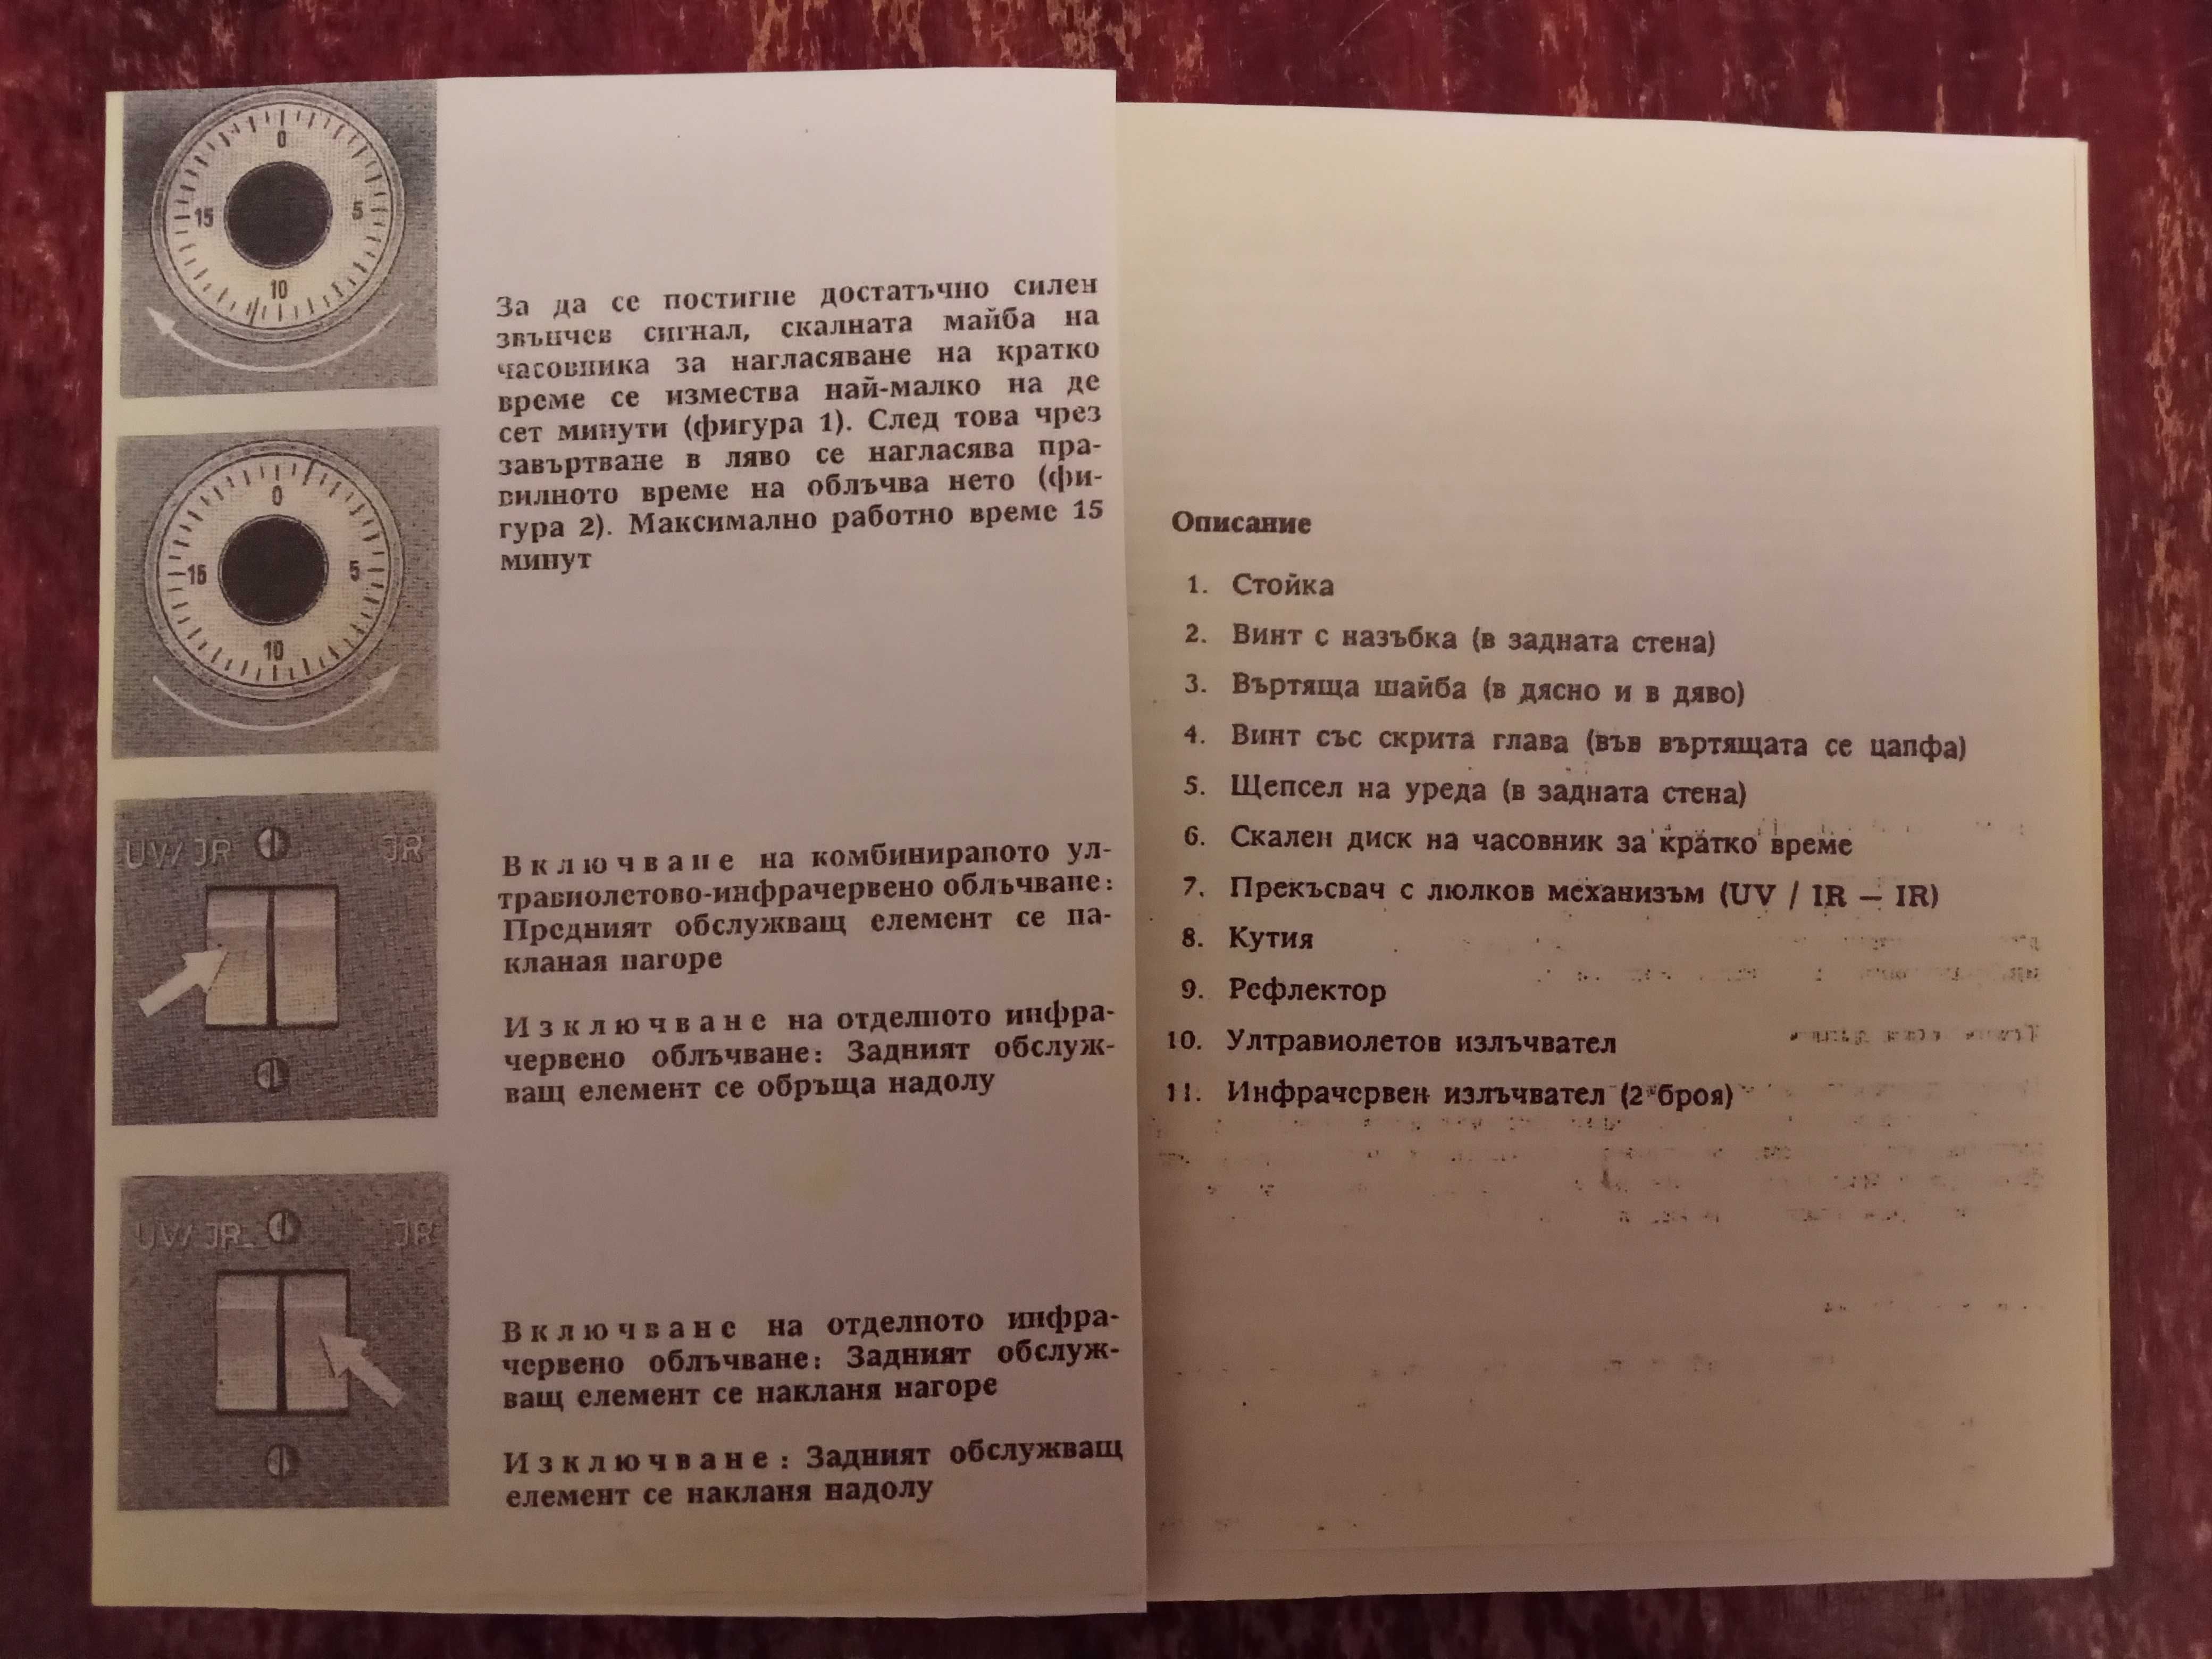 0
5
10
15
За да се постигне достатъчно силен
звънчев сигнал, скалната майба на
часовника за нагласяване на кратко
време се измества най-малко на де
сет минути (фигура 1). След това чрез
завъртване в ляво се нагласява пра-
вилното време на облъчва нето (фи-
гура 2). Максимално работно време 15
минут
0
5
10
15
UV/JR JR
Включване на комбинираното ул-
травиолетово-инфрачервено облъчване:
Предният обслужващ елемент се на-
кланая нагоре
Изключване на отделното инфра-
червено облъчване: Задният обслуж-
ващ елемент се обръща надолу
UV/JR JR
Включване на отделното инфра-
червено облъчване: Задният обслуж-
ващ елемент се накланя нагоре
Изключване: Задният обслужващ
елемент се накланя надолу
Описание
1. Стойка
2. Винт с назъбка (в задната стена)
3. Въртяща шайба (в дясно и в дяво)
4. Винт със скрита глава (във въртящата се цапфа)
5. Щепсел на уреда (в задната стена)
6. Скален диск на часовник за кратко време
7. Прекъсвач с люлков механизъм (UV / IR — IR)
8. Кутия
9. Рефлектор
10. Ултравиолетов излъчвател
11. Инфрачервен излъчвател (2 броя)